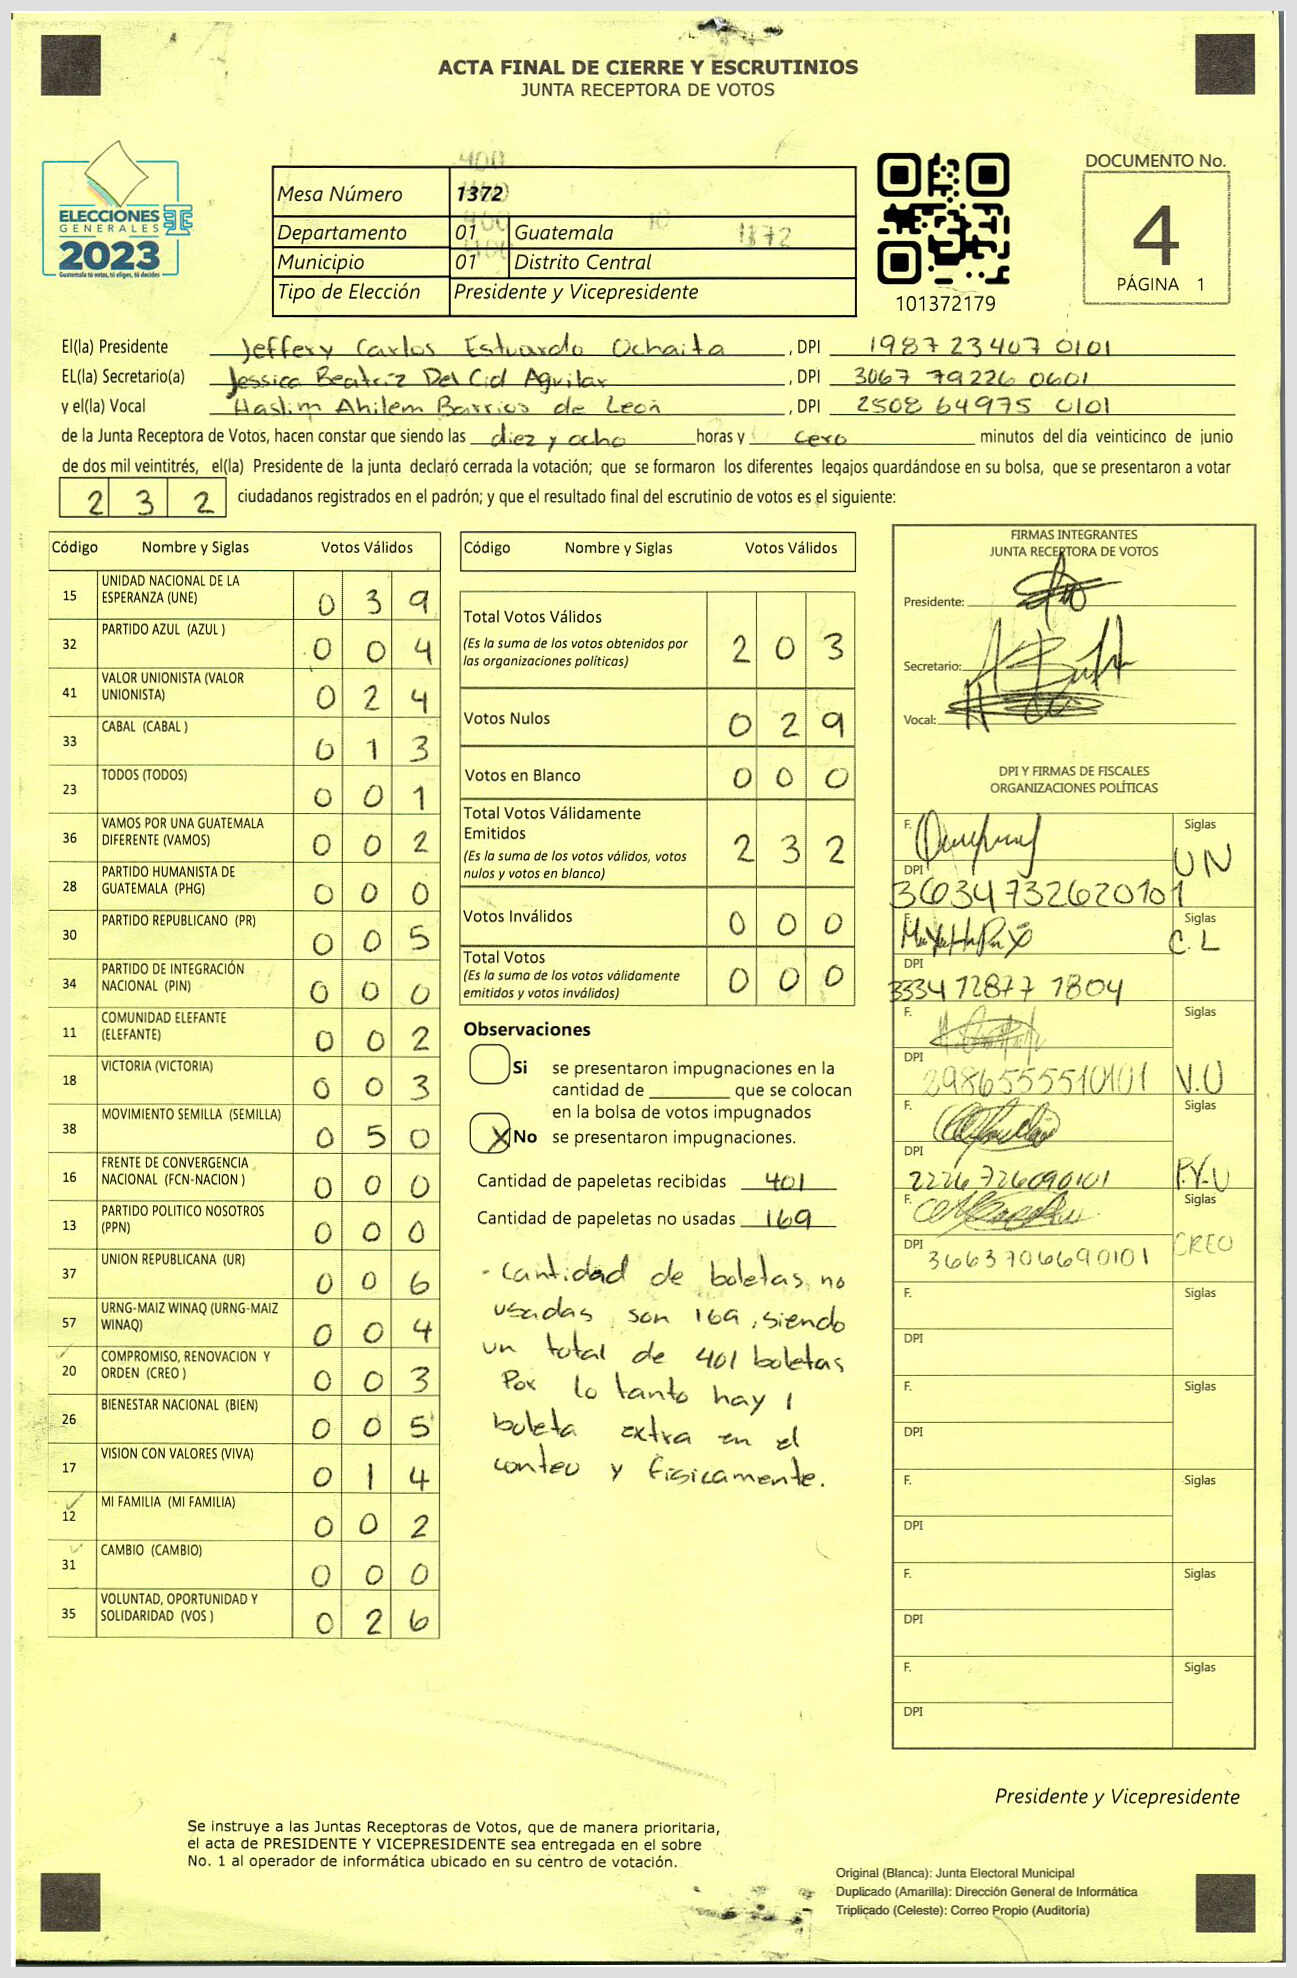 ACTA FINAL DE CIERRE Y ESCRUTINIOS
JUNTA RECEPTORA DE VOTOS
ELECCIONES
GENERALES
2023
Guatemala tú votas, tú eliges, tú decides
400
Mesa Número 1372
Departamento 01 Guatemala 10 1872
Municipio 01 Distrito Central
Tipo de Elección Presidente y Vicepresidente
101372179
DOCUMENTO No.
4
PÁGINA 1
El(la) Presidente Jeffery Carlos Estuardo Ochaita , DPI 1987 23407 0101
EL(la) Secretario(a) Jessica Beatriz Del Cid Aguilar , DPI 3067 79226 0601
y el(la) Vocal Haslim Ahilem Barrios de León , DPI 2508 64975 0101
de la Junta Receptora de Votos, hacen constar que siendo las diez y ocho horas y cero minutos del día veinticinco de junio
de dos mil veintitrés, el(la) Presidente de la junta declaró cerrada la votación; que se formaron los diferentes legajos guardándose en su bolsa, que se presentaron a votar
2 3 2 ciudadanos registrados en el padrón; y que el resultado final del escrutinio de votos es el siguiente:
Código Nombre y Siglas Votos Válidos
15 UNIDAD NACIONAL DE LA
ESPERANZA (UNE) 0 3 9
32 PARTIDO AZUL (AZUL ) 0 0 4
41 VALOR UNIONISTA (VALOR
UNIONISTA) 0 2 4
33 CABAL (CABAL ) 0 1 3
23 TODOS (TODOS) 0 0 1
36 VAMOS POR UNA GUATEMALA
DIFERENTE (VAMOS) 0 0 2
28 PARTIDO HUMANISTA DE
GUATEMALA (PHG) 0 0 0
30 PARTIDO REPUBLICANO (PR) 0 0 5
34 PARTIDO DE INTEGRACIÓN
NACIONAL (PIN) 0 0 0
11 COMUNIDAD ELEFANTE
(ELEFANTE) 0 0 2
18 VICTORIA (VICTORIA) 0 0 3
38 MOVIMIENTO SEMILLA (SEMILLA) 0 5 0
16 FRENTE DE CONVERGENCIA
NACIONAL (FCN-NACION ) 0 0 0
13 PARTIDO POLITICO NOSOTROS
(PPN) 0 0 0
37 UNION REPUBLICANA (UR) 0 0 6
57 URNG-MAIZ WINAQ (URNG-MAIZ
WINAQ) 0 0 4
20 COMPROMISO, RENOVACION Y
ORDEN (CREO ) 0 0 3
26 BIENESTAR NACIONAL (BIEN) 0 0 5
17 VISION CON VALORES (VIVA) 0 1 4
12 MI FAMILIA (MI FAMILIA) 0 0 2
31 CAMBIO (CAMBIO) 0 0 0
35 VOLUNTAD, OPORTUNIDAD Y
SOLIDARIDAD (VOS ) 0 2 6
Código Nombre y Siglas Votos Válidos
Total Votos Válidos
(Es la suma de los votos obtenidos por
las organizaciones políticas) 2 0 3
Votos Nulos 0 2 9
Votos en Blanco 0 0 0
Total Votos Válidamente
Emitidos
(Es la suma de los votos válidos, votos
nulos y votos en blanco) 2 3 2
Votos Inválidos 0 0 0
Total Votos
(Es la suma de los votos válidamente
emitidos y votos inválidos) 0 0 0
Observaciones
Si se presentaron impugnaciones en la
cantidad de ________ que se colocan
en la bolsa de votos impugnados
X No se presentaron impugnaciones.
Cantidad de papeletas recibidas 401
Cantidad de papeletas no usadas 169
- Cantidad de boletas no
usadas son 169, siendo
un total de 401 boletas
Por lo tanto hay 1
boleta extra en el
conteo y fisicamente.
FIRMAS INTEGRANTES
JUNTA RECEPTORA DE VOTOS
Presidente:
Secretario:
Vocal:
DPI Y FIRMAS DE FISCALES
ORGANIZACIONES POLÍTICAS
F. Siglas
UN
DPI
3634732620101
F. Siglas
C.L
DPI
3334 12877 1804
F. Siglas
DPI
2986555510101 V.U
F. Siglas
DPI
2226726090101 P.Y.U
F. Siglas
DPI
3663706690101 CREO
F. Siglas
DPI
F. Siglas
DPI
F. Siglas
DPI
F. Siglas
DPI
F. Siglas
DPI
Presidente y Vicepresidente
Se instruye a las Juntas Receptoras de Votos, que de manera prioritaria,
el acta de PRESIDENTE Y VICEPRESIDENTE sea entregada en el sobre
No. 1 al operador de informática ubicado en su centro de votación.
Original (Blanca): Junta Electoral Municipal
Duplicado (Amarilla): Dirección General de Informática
Triplicado (Celeste): Correo Propio (Auditoría)